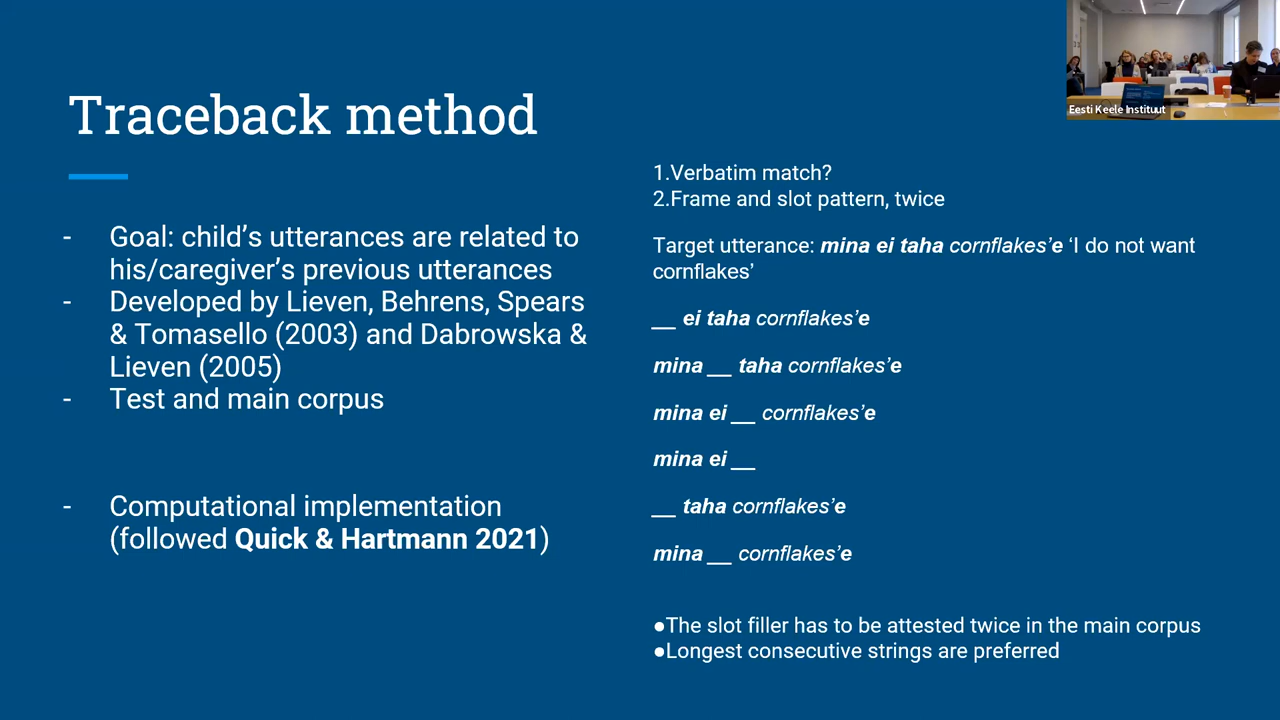 Eesti Keele Instituut
Traceback method
- Goal: child's utterances are related to
his/caregiver's previous utterances
- Developed by Lieven, Behrens, Spears
& Tomasello (2003) and Dabrowska &
Lieven (2005)
- Test and main corpus
- Computational implementation
(followed Quick & Hartmann 2021)
1.Verbatim match?
2.Frame and slot pattern, twice
Target utterance: mina ei taha cornflakes'e ‘I do not want
cornflakes’
__ ei taha cornflakes'e
mina __ taha cornflakes'e
mina ei __ cornflakes'e
mina ei __
__ taha cornflakes'e
mina __ cornflakes'e
●The slot filler has to be attested twice in the main corpus
●Longest consecutive strings are preferred